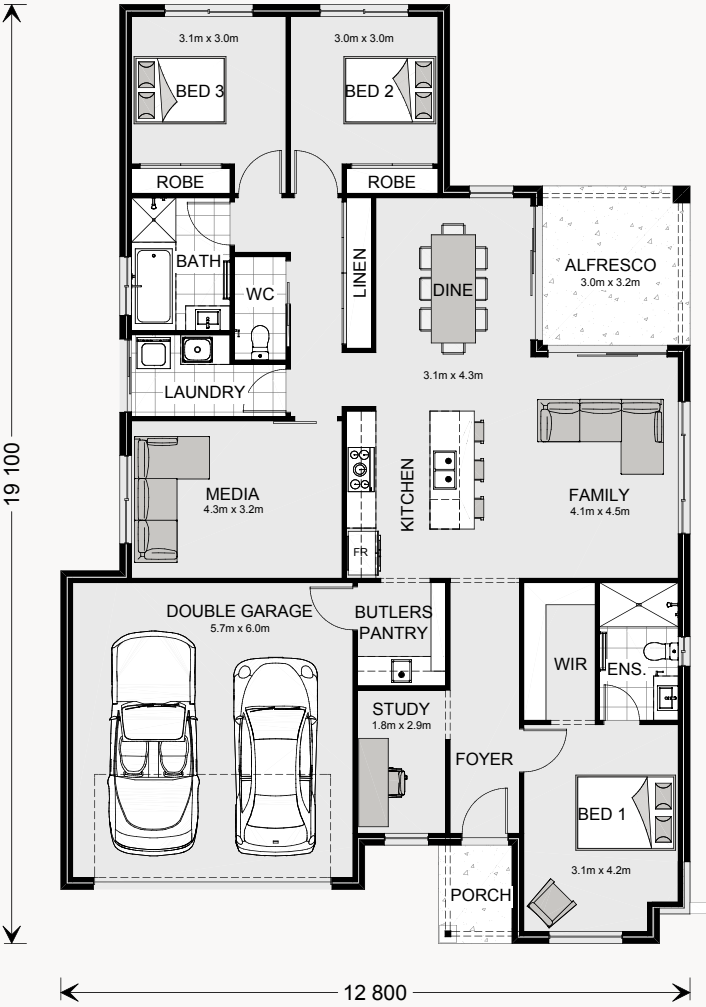 3.1m x 3.0m
3.0m x 3.0m
BED 3
BED 2
ROBE
ROBE
BATH
WC
LINEN
DINE
ALFRESCO
3.0m x 3.2m
3.1m x 4.3m
LAUNDRY
19 100
MEDIA
4.3m x 3.2m
KITCHEN
FAMILY
4.1m x 4.5m
FR
DOUBLE GARAGE
5.7m x 6.0m
BUTLERS
PANTRY
WIR
ENS.
STUDY
1.8m x 2.9m
FOYER
BED 1
3.1m x 4.2m
PORCH
12 800